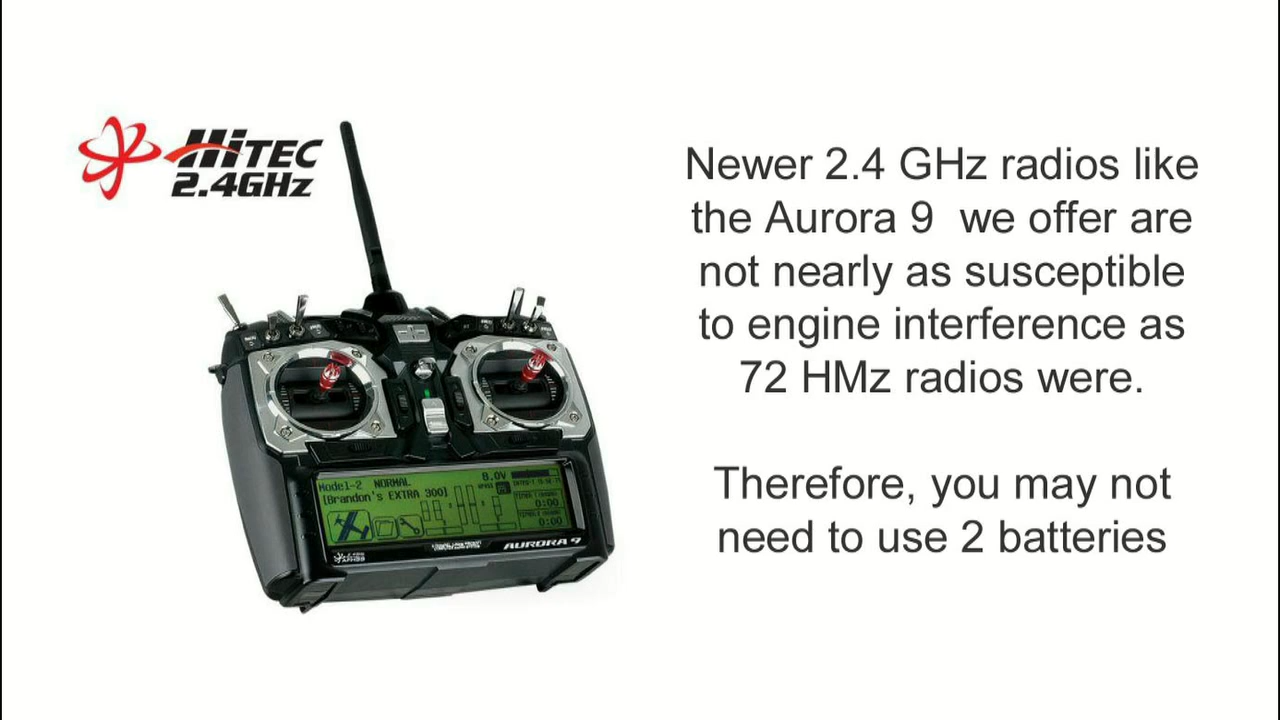 HiTEC
2.4GHz
Newer 2.4 GHz radios like
the Aurora 9  we offer are
not nearly as susceptible
to engine interference as
72 HMz radios were.
Therefore, you may not
need to use 2 batteries
Mode1-2 NORMAL 8.0V
[Brandon's EXTRA 300]
0:00
0:00
AURORA 9